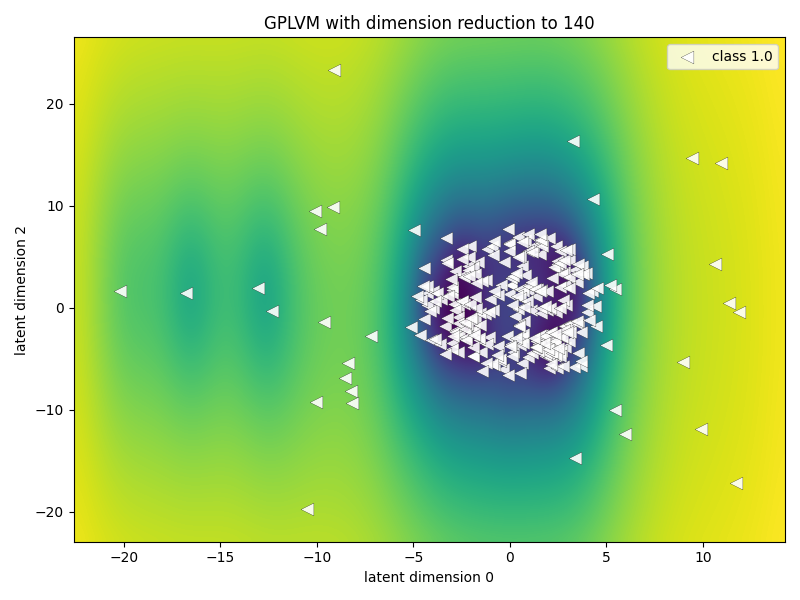 GPLVM with dimension reduction to 140
class 1.0
latent dimension 2
20
10
0
−10
−20
−20 −15 −10 −5 0 5 10
latent dimension 0